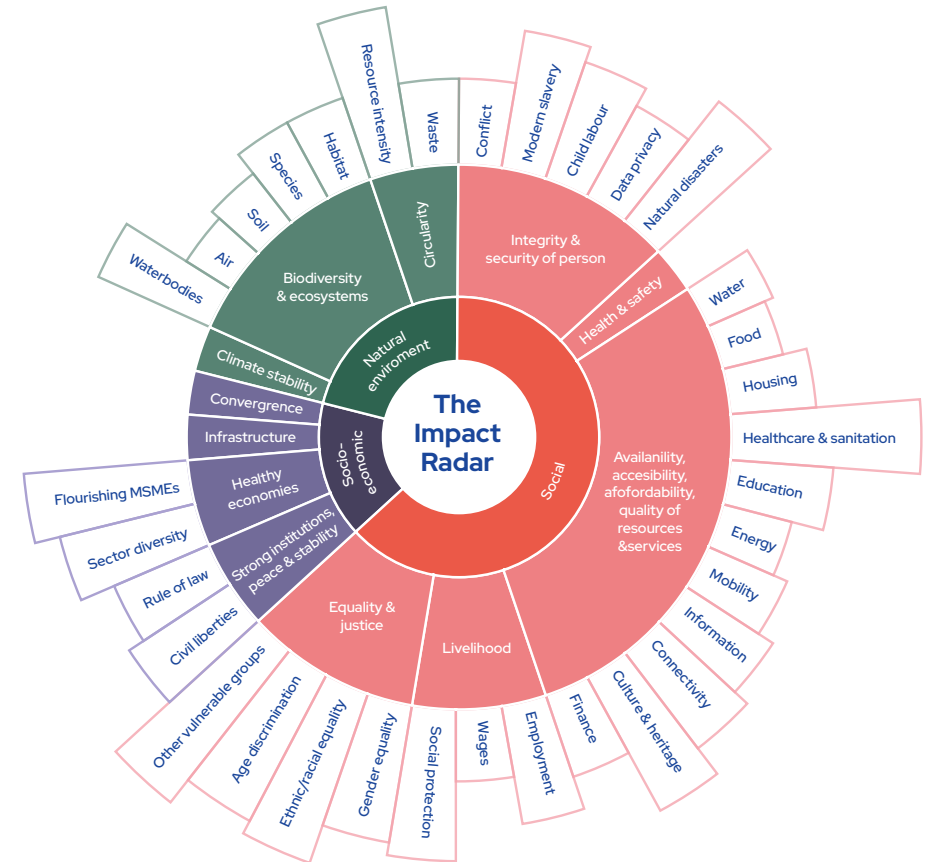 The
Impact
Radar
Social
Socio-
economic
Natural
enviroment
Integrity &
security of person
Health & safety
Availanility,
accesibility,
afofordability,
quality of
resources
&services
Livelihood
Equality &
justice
Strong institutions,
peace & stability
Healthy
economies
Infrastructure
Convergence
Climate stability
Biodiversity
& ecosystems
Circularity
Conflict
Modern slavery
Child labour
Data privacy
Natural disasters
Water
Food
Housing
Healthcare & sanitation
Education
Energy
Mobility
Information
Connectivity
Culture & heritage
Finance
Employment
Wages
Social protection
Gender equality
Ethnic/racial equality
Age discrimination
Other vulnerable groups
Civil liberties
Rule of law
Sector diversity
Flourishing MSMEs
Waterbodies
Air
Soil
Species
Habitat
Resource intensity
Waste